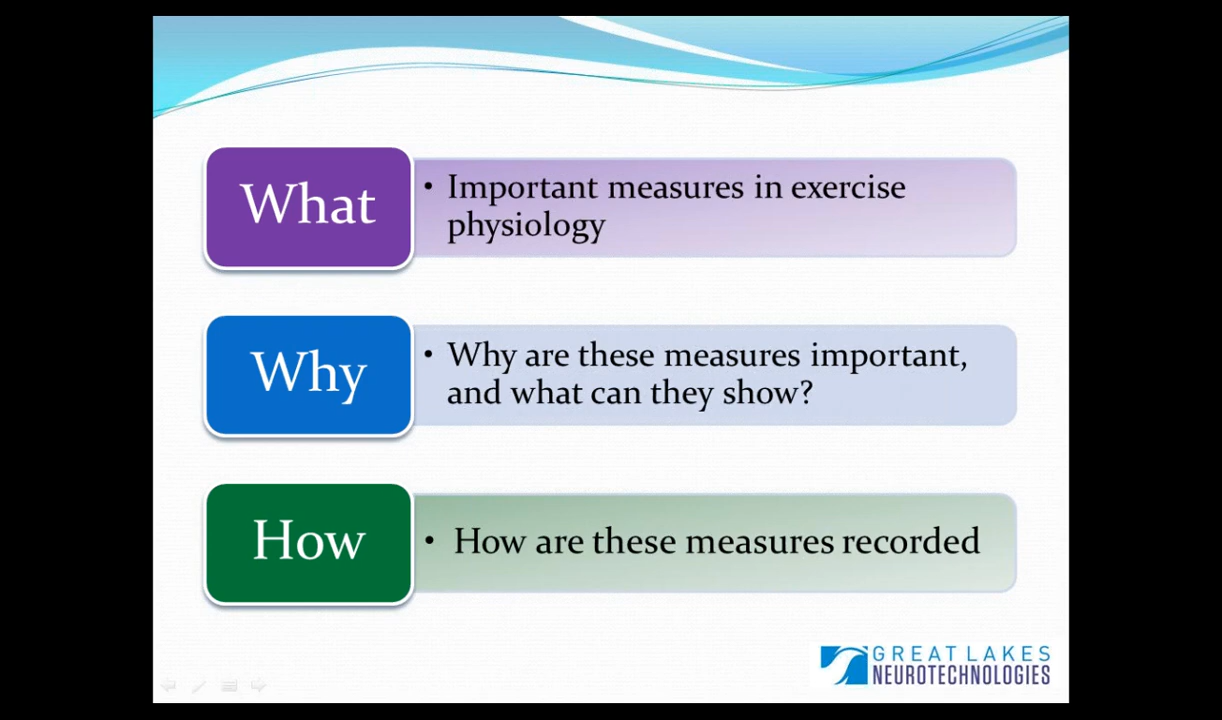 What
• Important measures in exercise
physiology
Why
• Why are these measures important,
and what can they show?
How
• How are these measures recorded
GREAT LAKES
NEUROTECHNOLOGIES